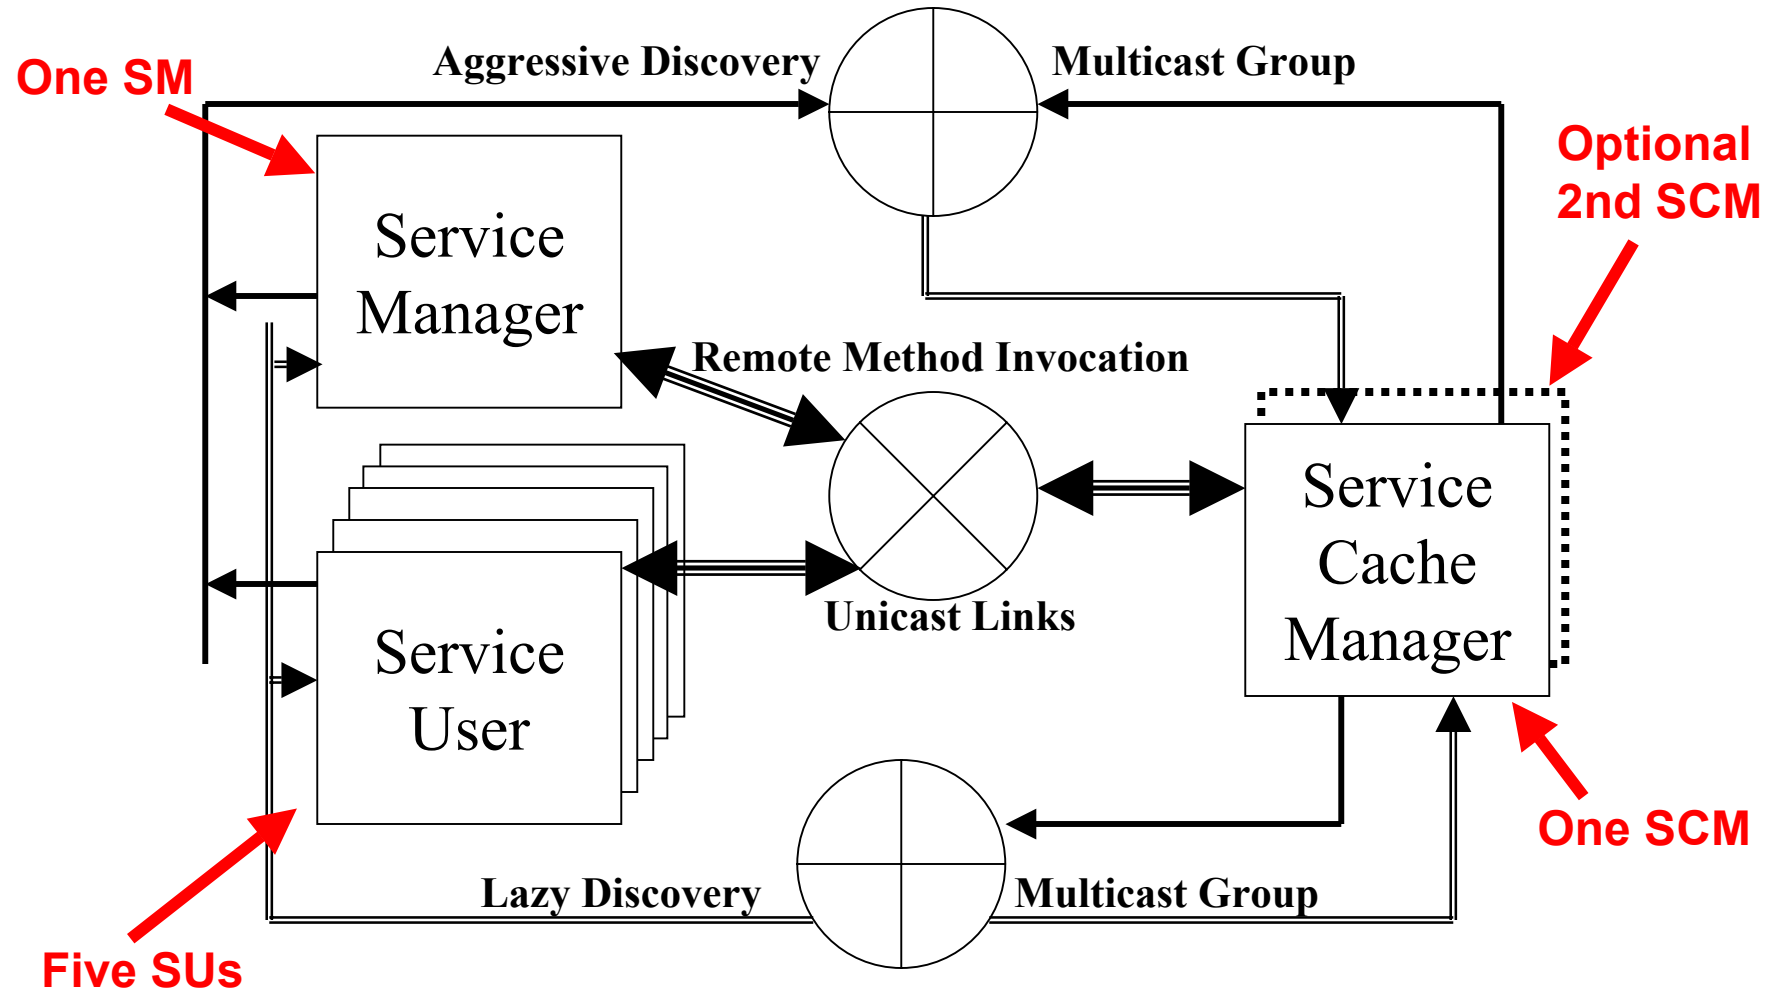 Aggressive Discovery
Multicast Group
One SM
Optional
2nd SCM
Service
Manager
Remote Method Invocation
Service
Cache
Manager
Unicast Links
Service
User
One SCM
Lazy Discovery
Multicast Group
Five SUs